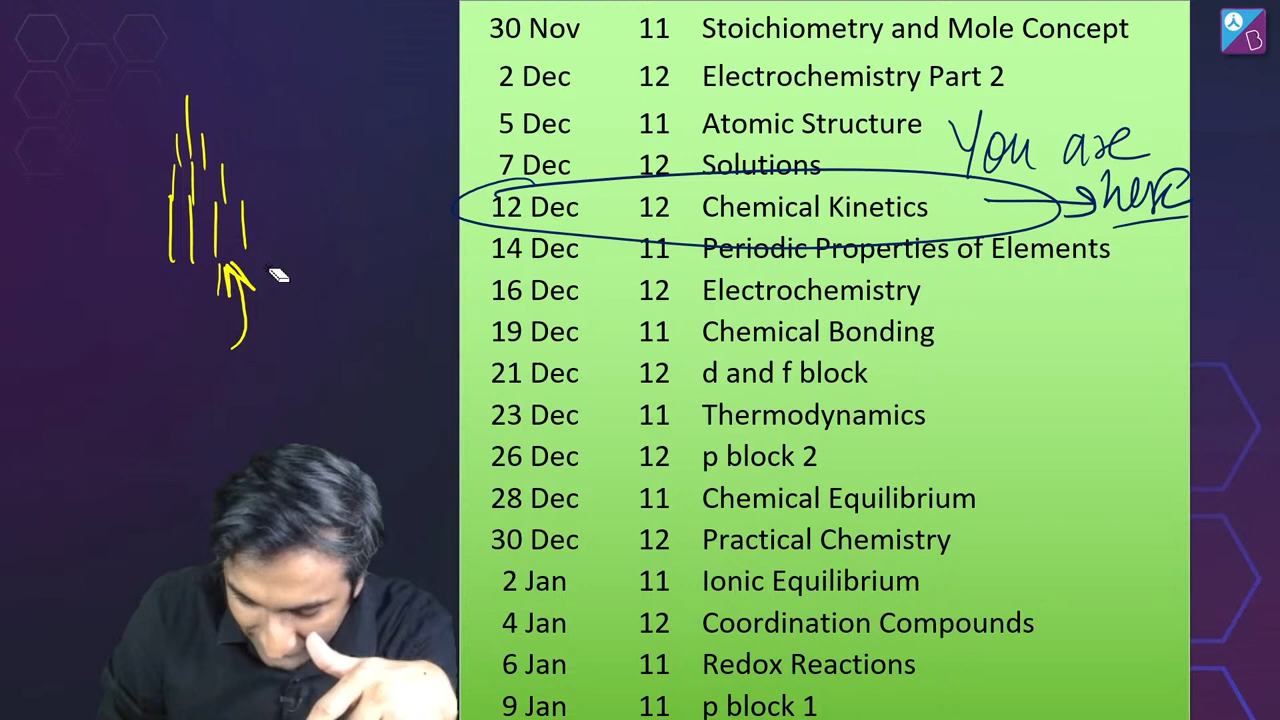 30 Nov 11 Stoichiometry and Mole Concept
2 Dec 12 Electrochemistry Part 2
5 Dec 11 Atomic Structure
You are
7 Dec 12 Solutions
here
12 Dec 12 Chemical Kinetics
14 Dec 11 Periodic Properties of Elements
16 Dec 12 Electrochemistry
19 Dec 11 Chemical Bonding
21 Dec 12 d and f block
23 Dec 11 Thermodynamics
26 Dec 12 p block 2
28 Dec 11 Chemical Equilibrium
30 Dec 12 Practical Chemistry
2 Jan 11 Ionic Equilibrium
4 Jan 12 Coordination Compounds
6 Jan 11 Redox Reactions
9 Jan 11 p block 1
B